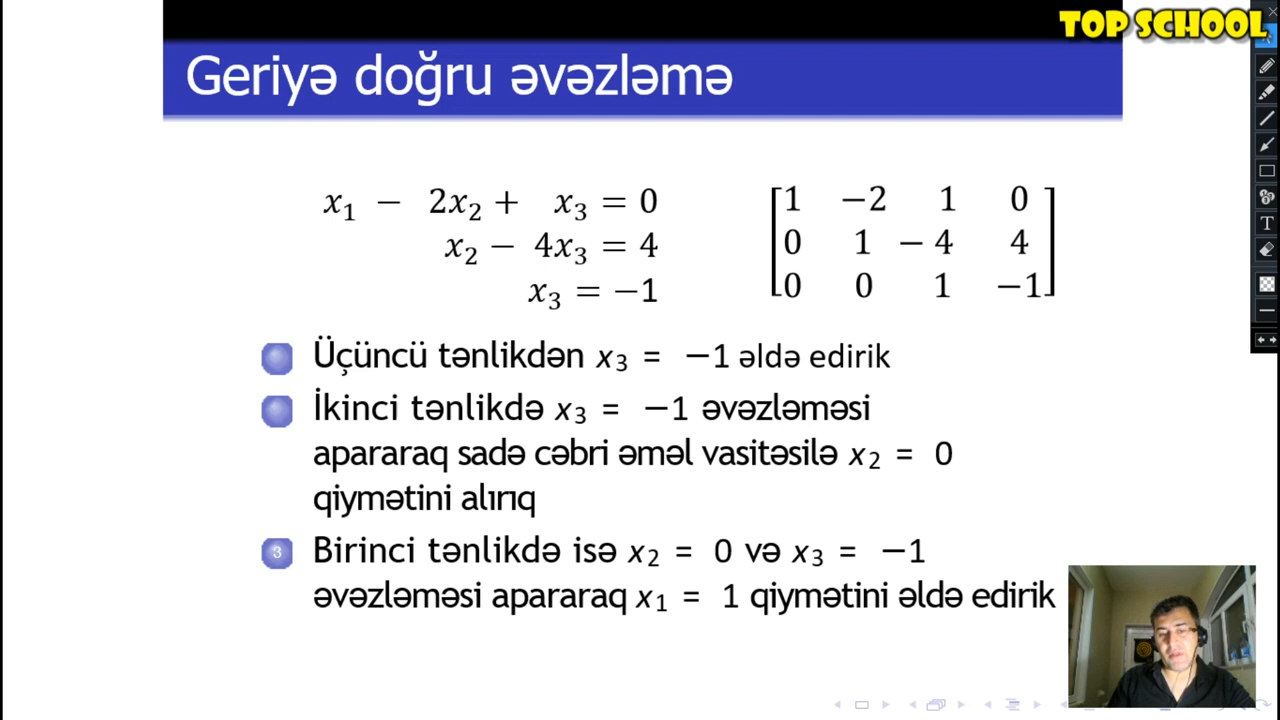 TOP SCHOOL
Geriyə doğru əvəzləmə
x₁ − 2x₂ + x₃ = 0
x₂ − 4x₃ = 4
x₃ = −1
1 −2 1 0
0 1 −4 4
0 0 1 −1
Üçüncü tənlikdən x₃ = −1 əldə edirik
İkinci tənlikdə x₃ = −1 əvəzləməsi
apararaq sadə cəbri əməl vasitəsilə x₂ = 0
qiymətini alırıq
3 Birinci tənlikdə isə x₂ = 0 və x₃ = −1
əvəzləməsi apararaq x₁ = 1 qiymətini əldə edirik